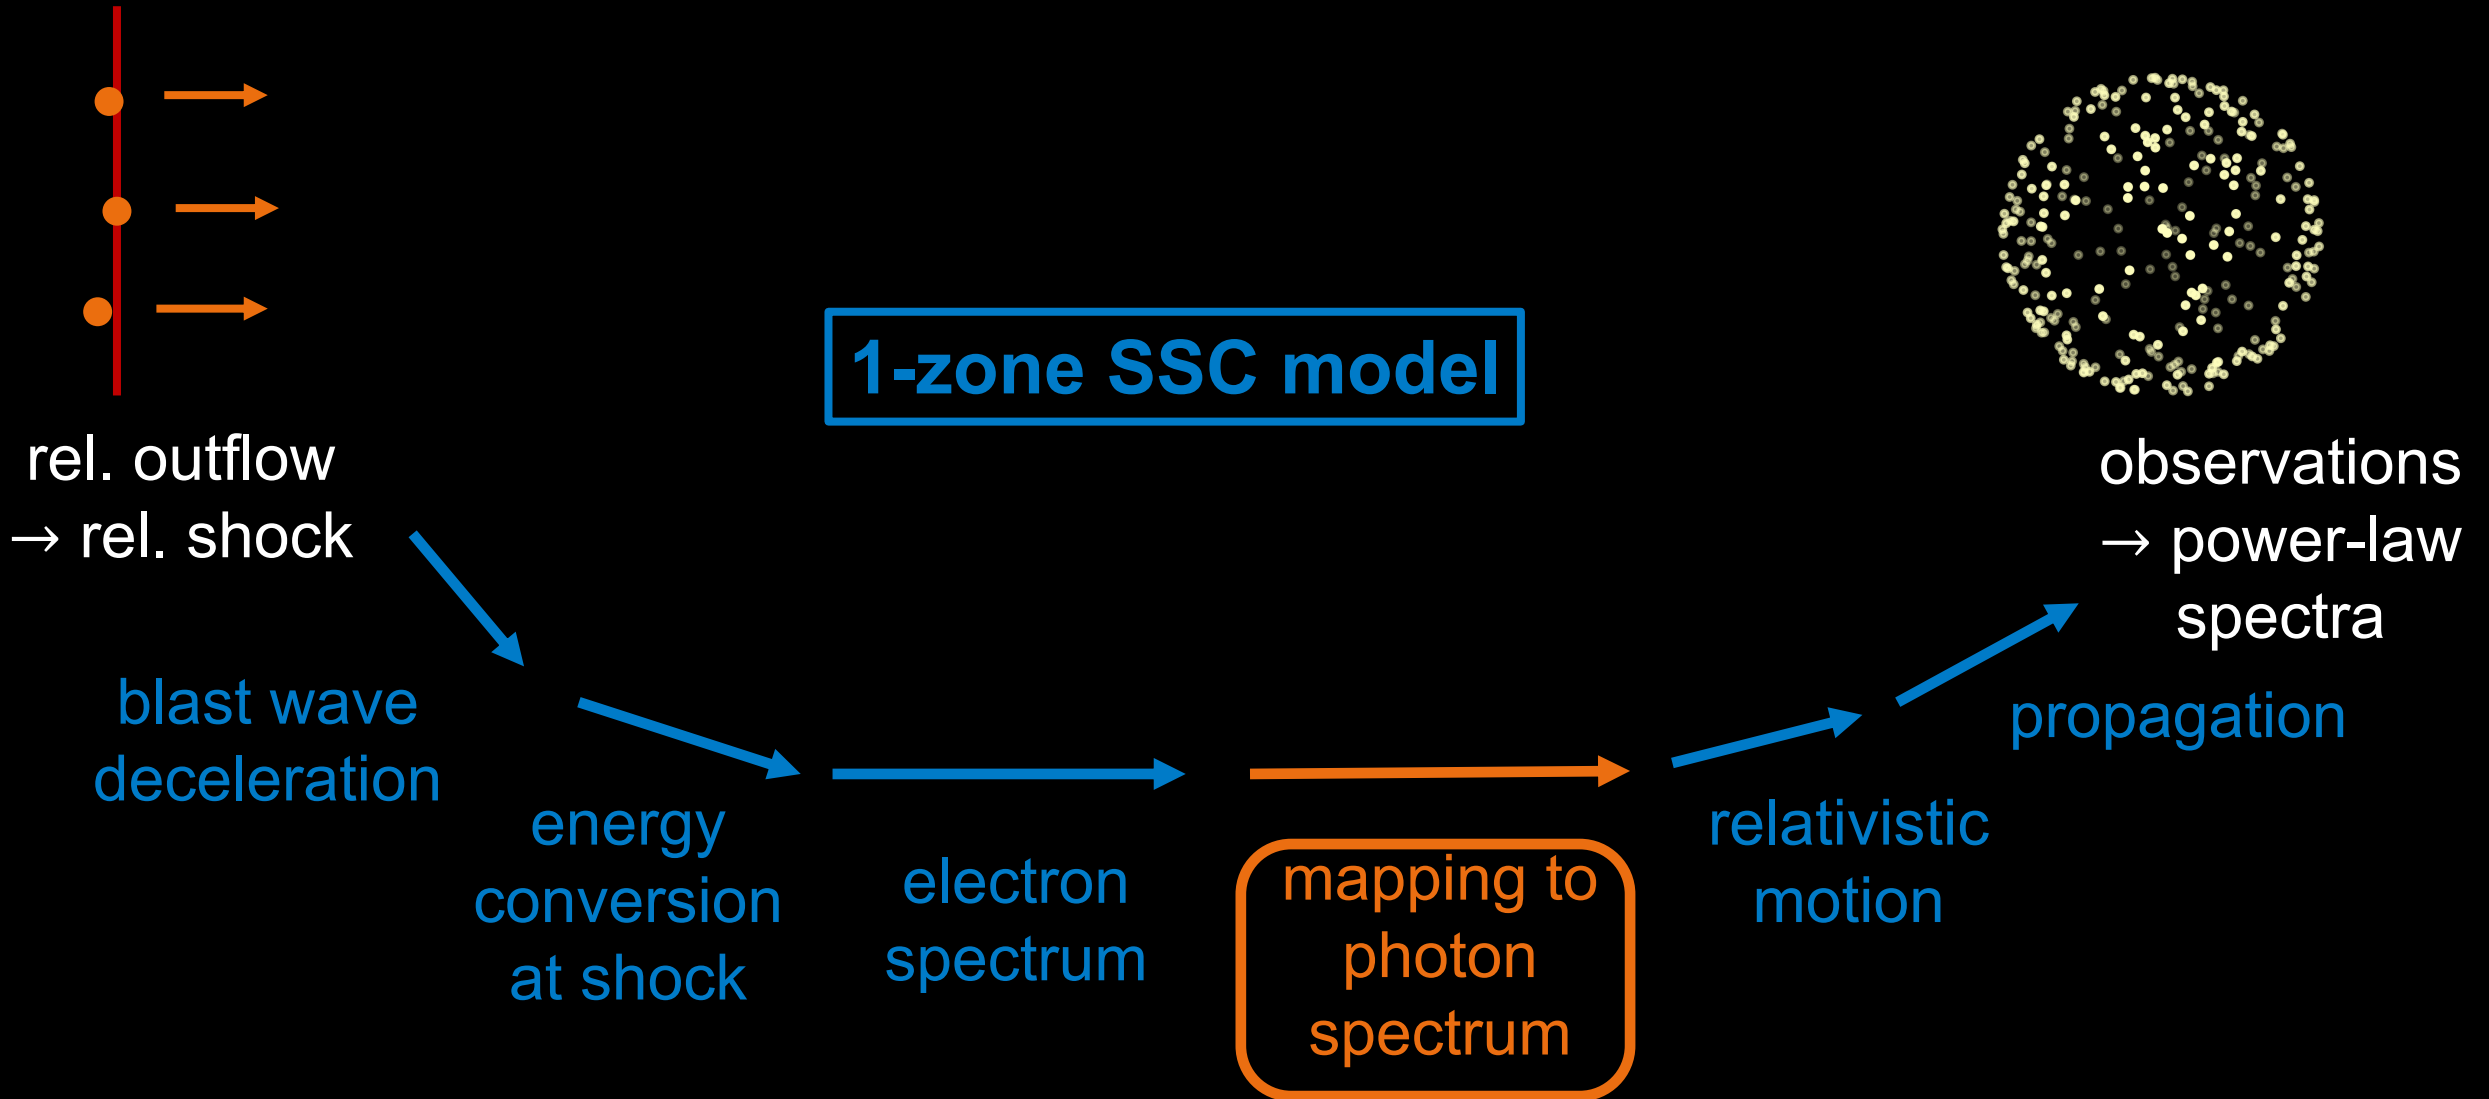 1-zone SSC model
rel. outflow
→ rel. shock
blast wave
deceleration
energy
conversion
at shock
electron
spectrum
mapping to
photon
spectrum
relativistic
motion
propagation
observations
→ power-law
spectra